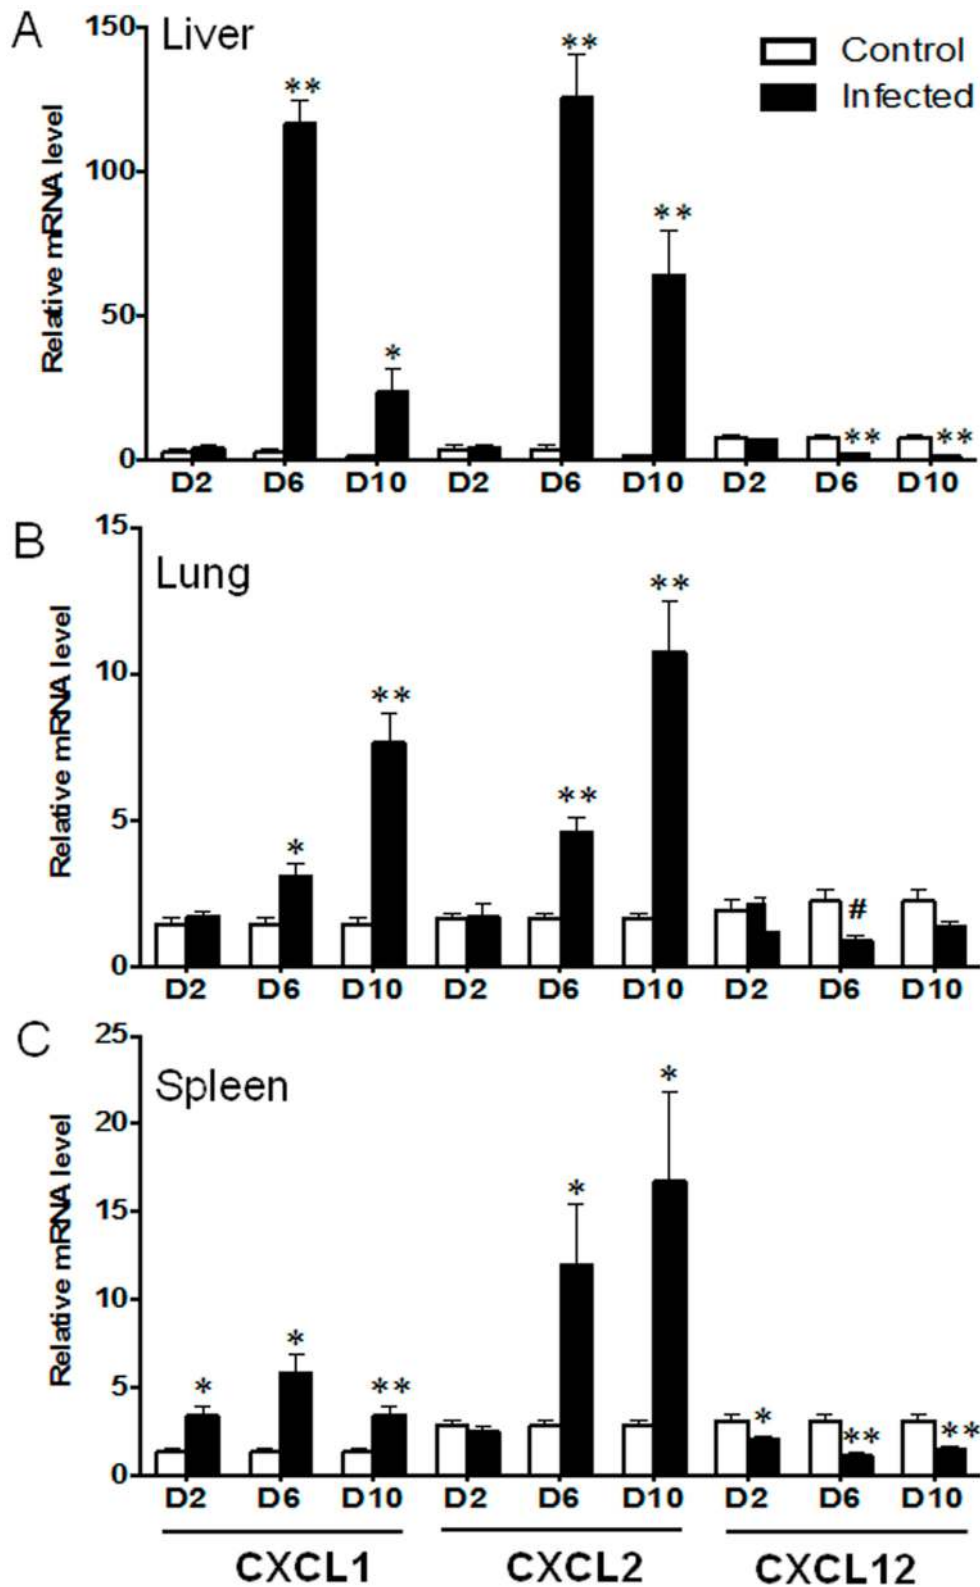 A
Liver
Control
Infected
Relative mRNA level
150
100
50
0
**
*
**
**
**
**
D2 D6 D10 D2 D6 D10 D2 D6 D10
B
Lung
Relative mRNA level
15
10
5
0
*
**
**
**
#
D2 D6 D10 D2 D6 D10 D2 D6 D10
C
Spleen
Relative mRNA level
25
20
15
10
5
0
*
*
**
*
*
*
**
**
D2 D6 D10 D2 D6 D10 D2 D6 D10
CXCL1 CXCL2 CXCL12